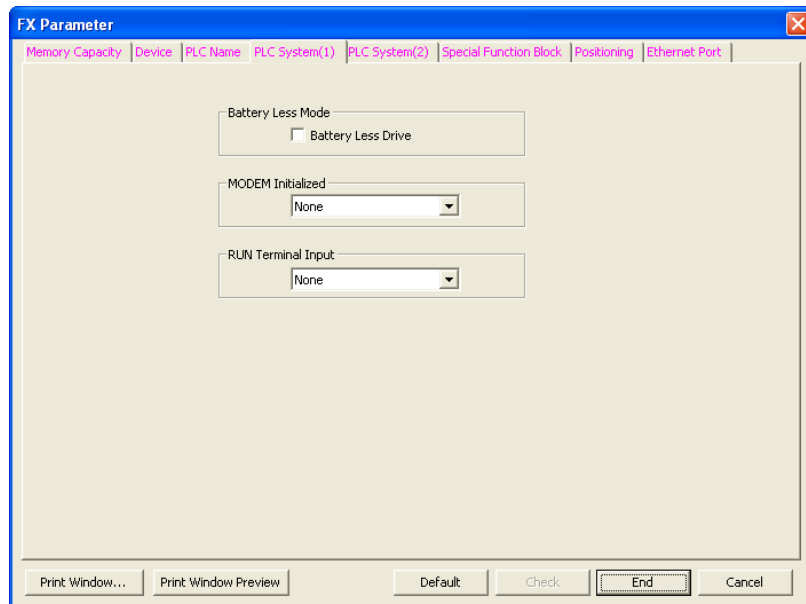 FX Parameter
Memory Capacity Device PLC Name PLC System(1) PLC System(2) Special Function Block Positioning Ethernet Port
Battery Less Mode
Battery Less Drive
MODEM Initialized
None
RUN Terminal Input
None
Print Window... Print Window Preview Default Check End Cancel